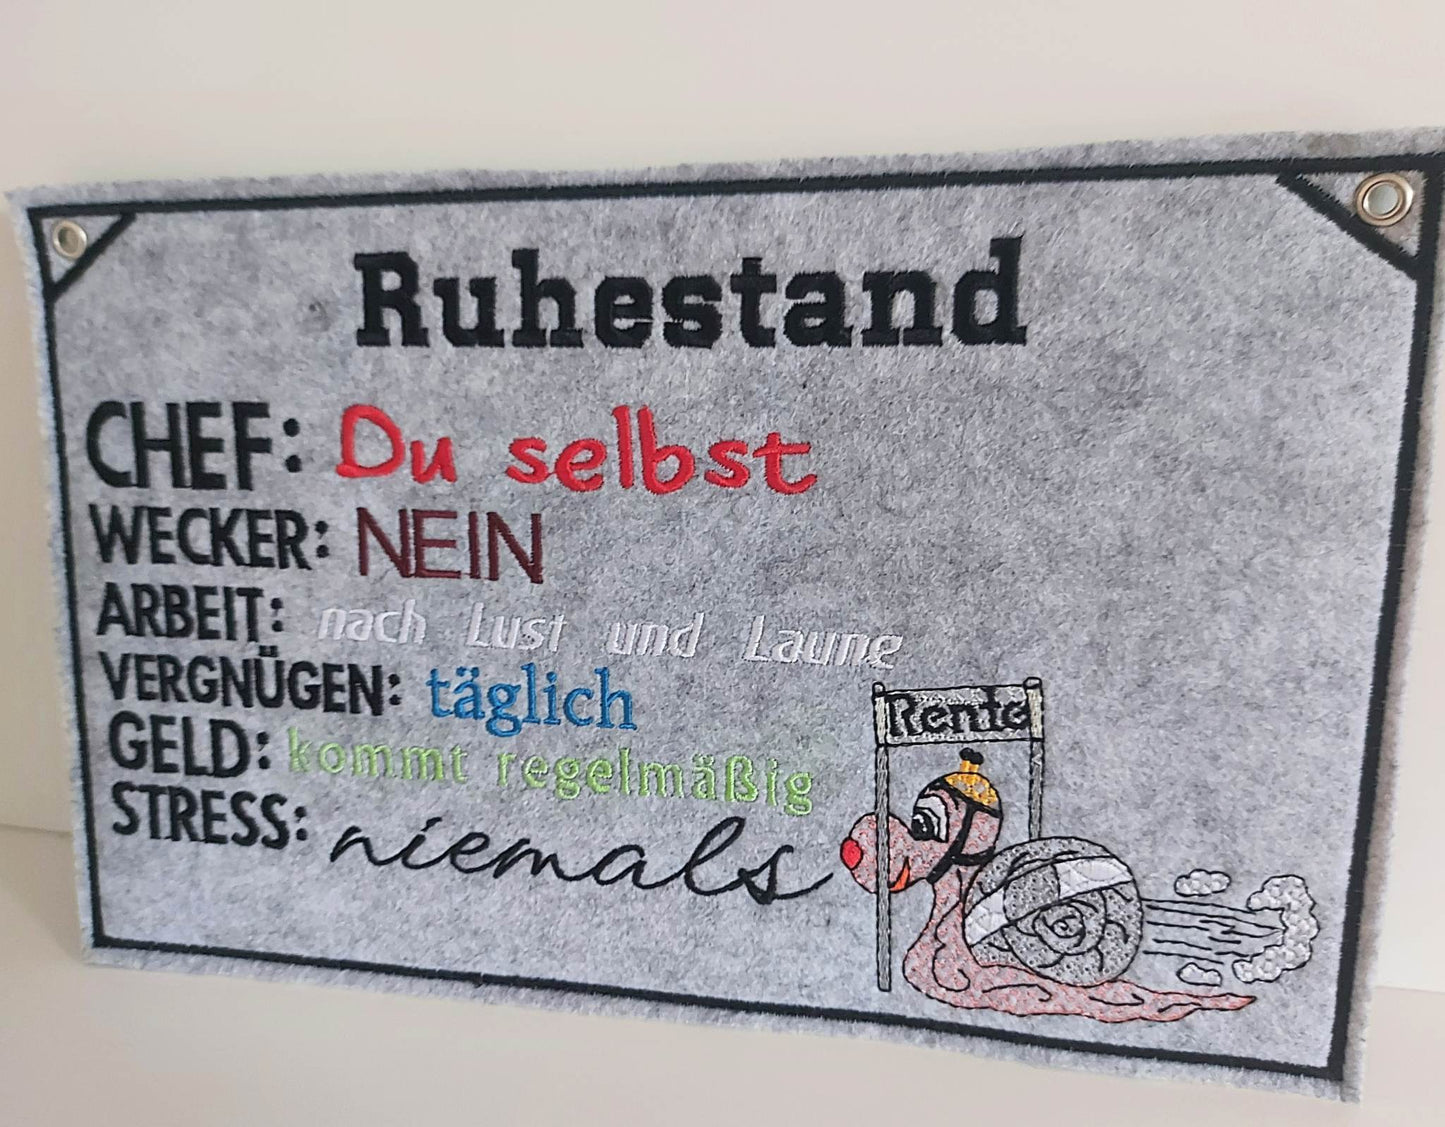 Ruhestand
CHEF: Du selbst
WECKER: NEIN
ARBEIT: nach Lust und Laune
VERGNÜGEN: täglich
GELD: kommt regelmäßig
STRESS: niemals
Rente